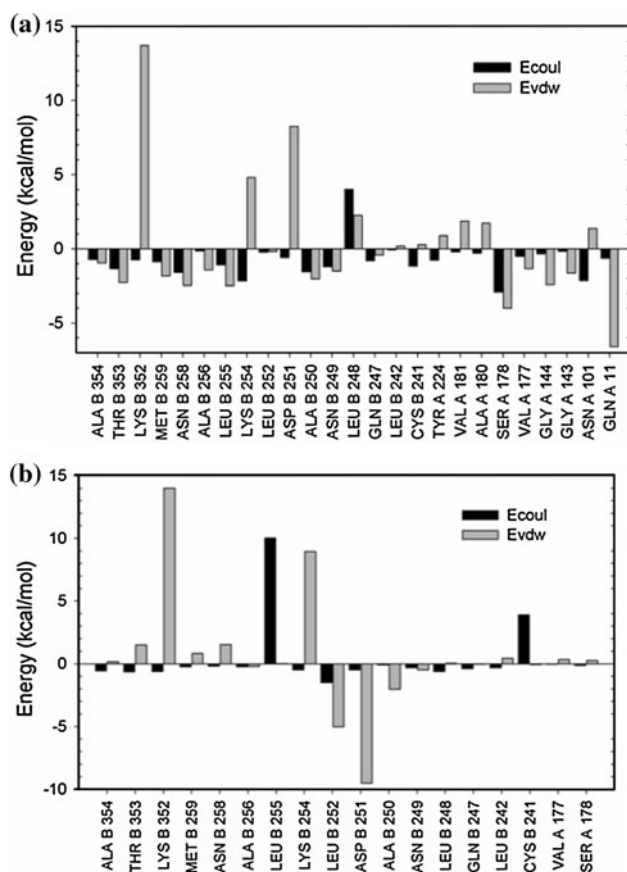 (a)
15
10
5
0
-5
Energy (kcal/mol)
Ecoul
Evdw
ALA B 354
THR B 353
LYS B 352
MET B 259
ASN B 258
ALA B 256
LEU B 255
LYS B 254
LEU B 252
ASP B 251
ALA B 250
ASN B 249
LEU B 248
GLN B 247
LEU B 242
CYS B 241
TYR A 224
VAL A 181
ALA A 180
SER A 178
VAL A 177
GLY A 144
GLY A 143
ASN A 101
GLN A 11
(b)
15
10
5
0
-5
-10
Energy (kcal/mol)
Ecoul
Evdw
ALA B 354
THR B 353
LYS B 352
MET B 259
ASN B 258
ALA B 256
LEU B 255
LYS B 254
LEU B 252
ASP B 251
ALA B 250
ASN B 249
LEU B 248
GLN B 247
LEU B 242
CYS B 241
VAL A 177
SER A 178